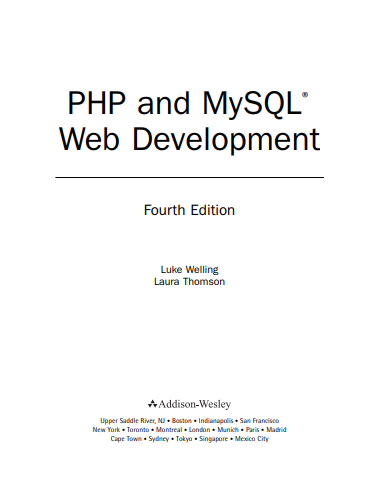 PHP and MySQL®
Web Development
Fourth Edition
Luke Welling
Laura Thomson
Addison-Wesley
Upper Saddle River, NJ • Boston • Indianapolis • San Francisco
New York • Toronto • Montreal • London • Munich • Paris • Madrid
Cape Town • Sydney • Tokyo • Singapore • Mexico City